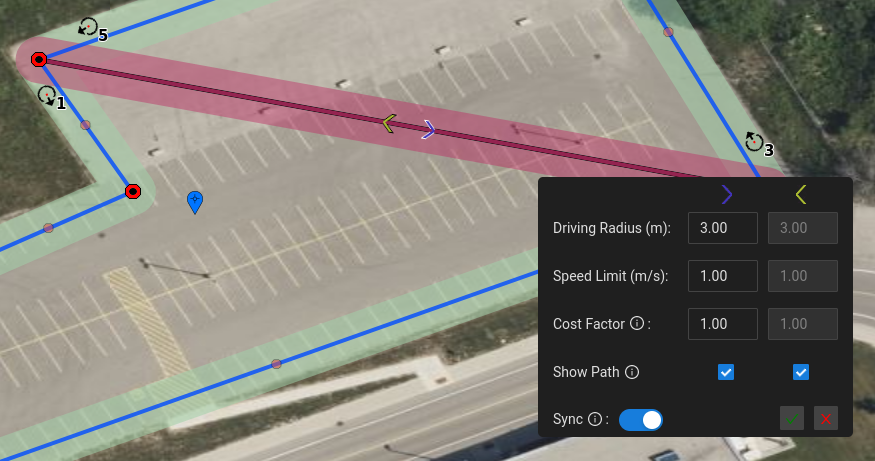 5
1
3
Driving Radius (m): 3.00 3.00
Speed Limit (m/s): 1.00 1.00
Cost Factor : 1.00 1.00
Show Path
Sync :